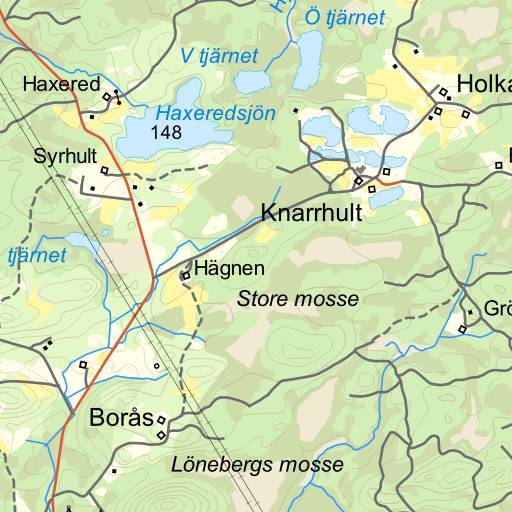 Ö tjärnet
V tjärnet
Haxered
Holka
Haxeredsjön
148
Syrhult
Knarrhult
tjärnet
Hägnen
Store mosse
Grö
Borås
Lönebergs mosse